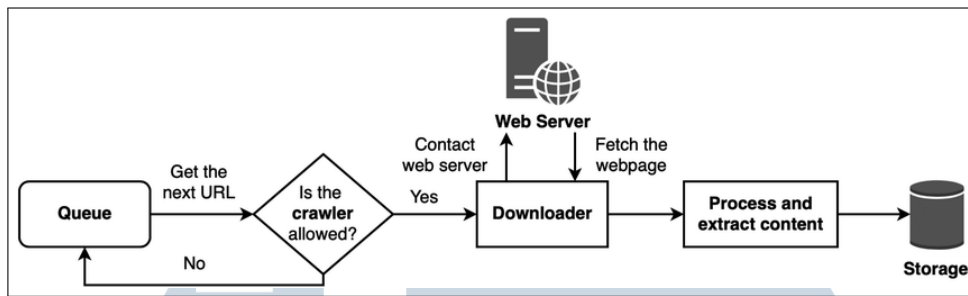 Web Server
Contact
web server
Fetch the
webpage
Get the
next URL
Queue
Is the
crawler
allowed?
Yes
Downloader
Process and
extract content
No
Storage